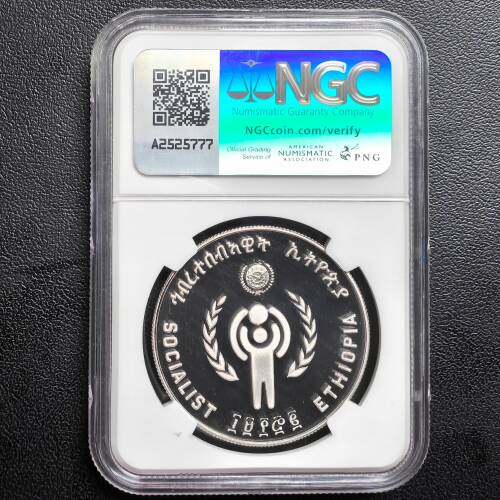 NGC
Numismatic Guaranty Company
NGCcoin.com/verify
A2525777
Official Grading
Service of
AMERICAN
NUMISMATIC
ASSOCIATION
PNG
ኅብረተሰብአዊት ኢትዮጵያ
SOCIALIST ETHIOPIA
፲፱፻፸፪